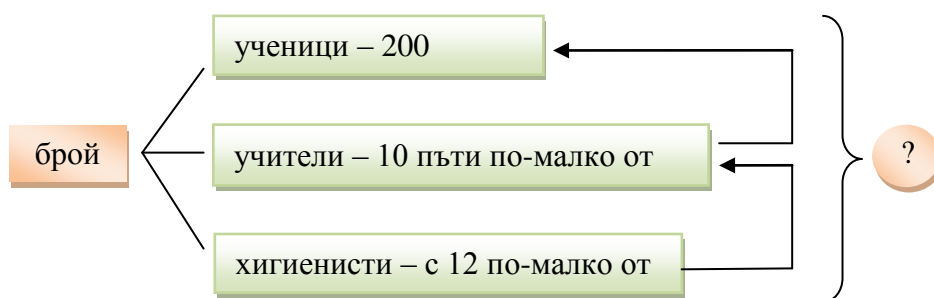 ученици – 200
брой
учители – 10 пъти по-малко от
?
хигиенисти – с 12 по-малко от